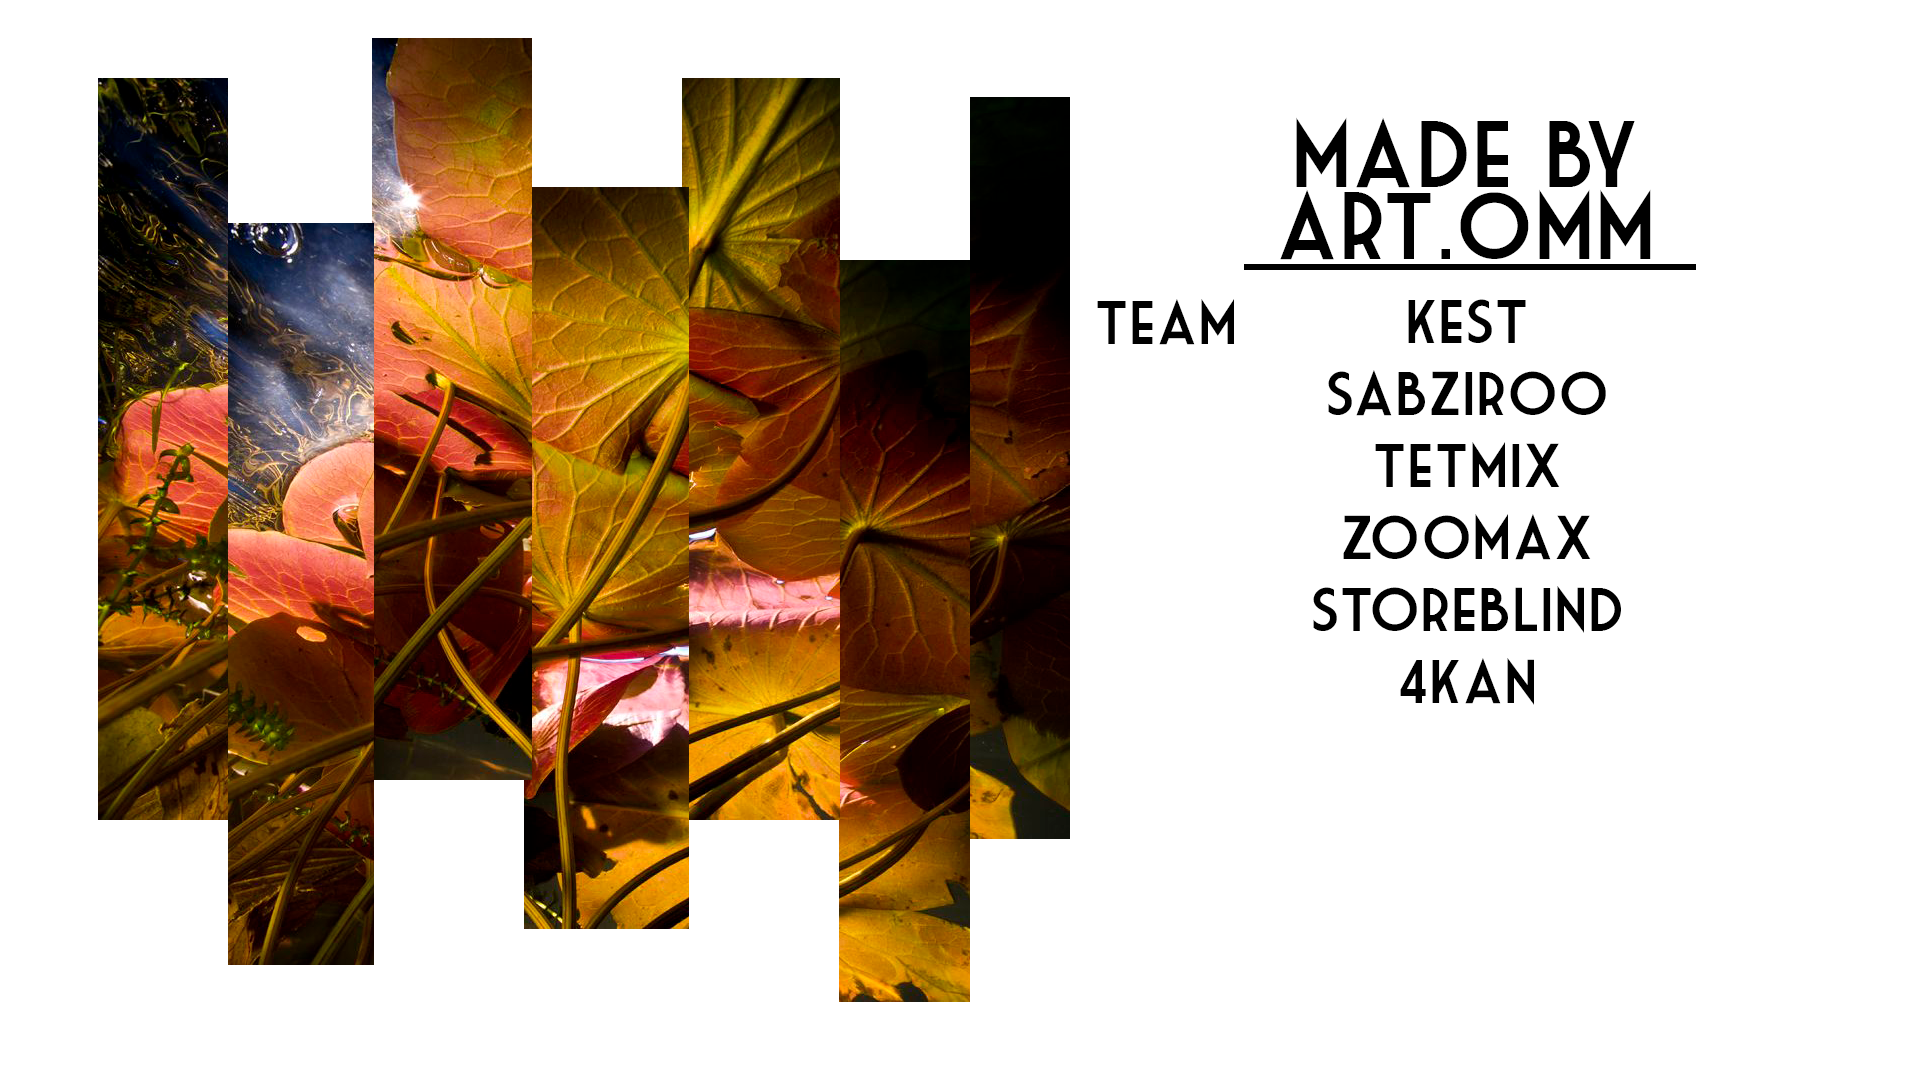 MADE BY
ART.OMM
TEAM KEST
SABZIROO
TETMIX
ZOOMAX
STOREBLIND
4KAN